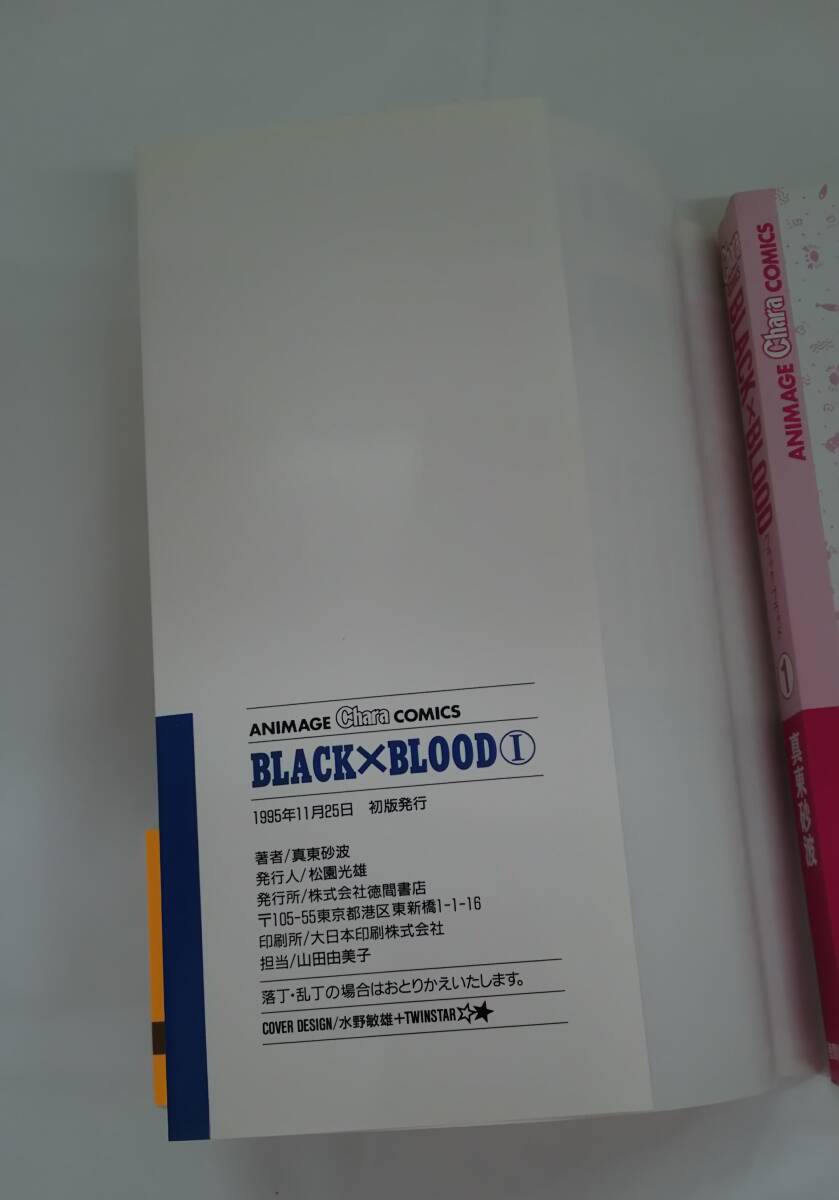 ANIMAGE Chara COMICS
BLACK×BLOOD Ⅰ
1995年11月25日 初版発行
著者/真東砂波
発行人/松園光雄
発行所/株式会社徳間書店
〒105-55東京都港区東新橋1-1-16
印刷所/大日本印刷株式会社
担当/山田由美子
落丁・乱丁の場合はおとりかえいたします。
COVER DESIGN/水野敏雄+TWINSTAR☆★
BLACK×BLOOD
1
真東砂波
ANIMAGE Chara COMICS